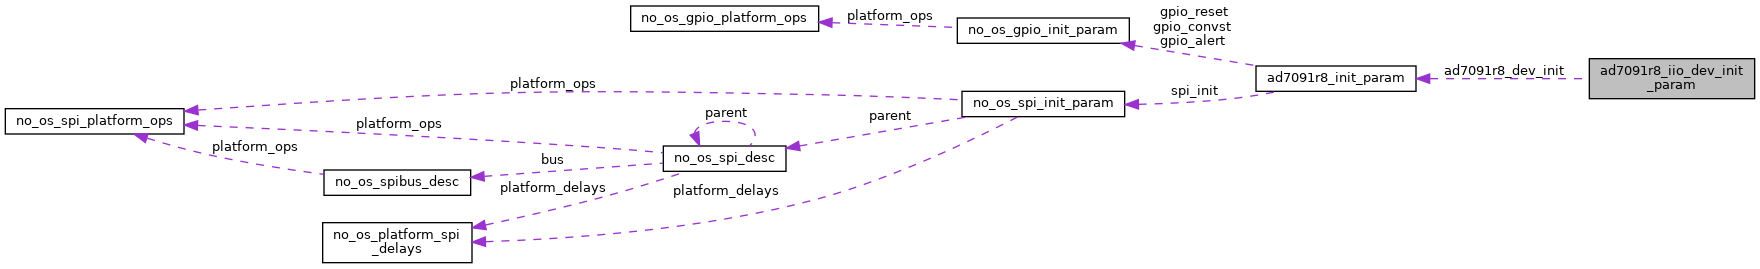 no_os_gpio_platform_ops
platform_ops
no_os_gpio_init_param
gpio_reset
gpio_convst
gpio_alert
ad7091r8_init_param
ad7091r8_dev_init
ad7091r8_iio_dev_init
_param
platform_ops
no_os_spi_init_param
spi_init
no_os_spi_platform_ops
platform_ops
parent
parent
platform_ops
no_os_spi_desc
bus
no_os_spibus_desc
platform_delays
platform_delays
no_os_platform_spi
_delays